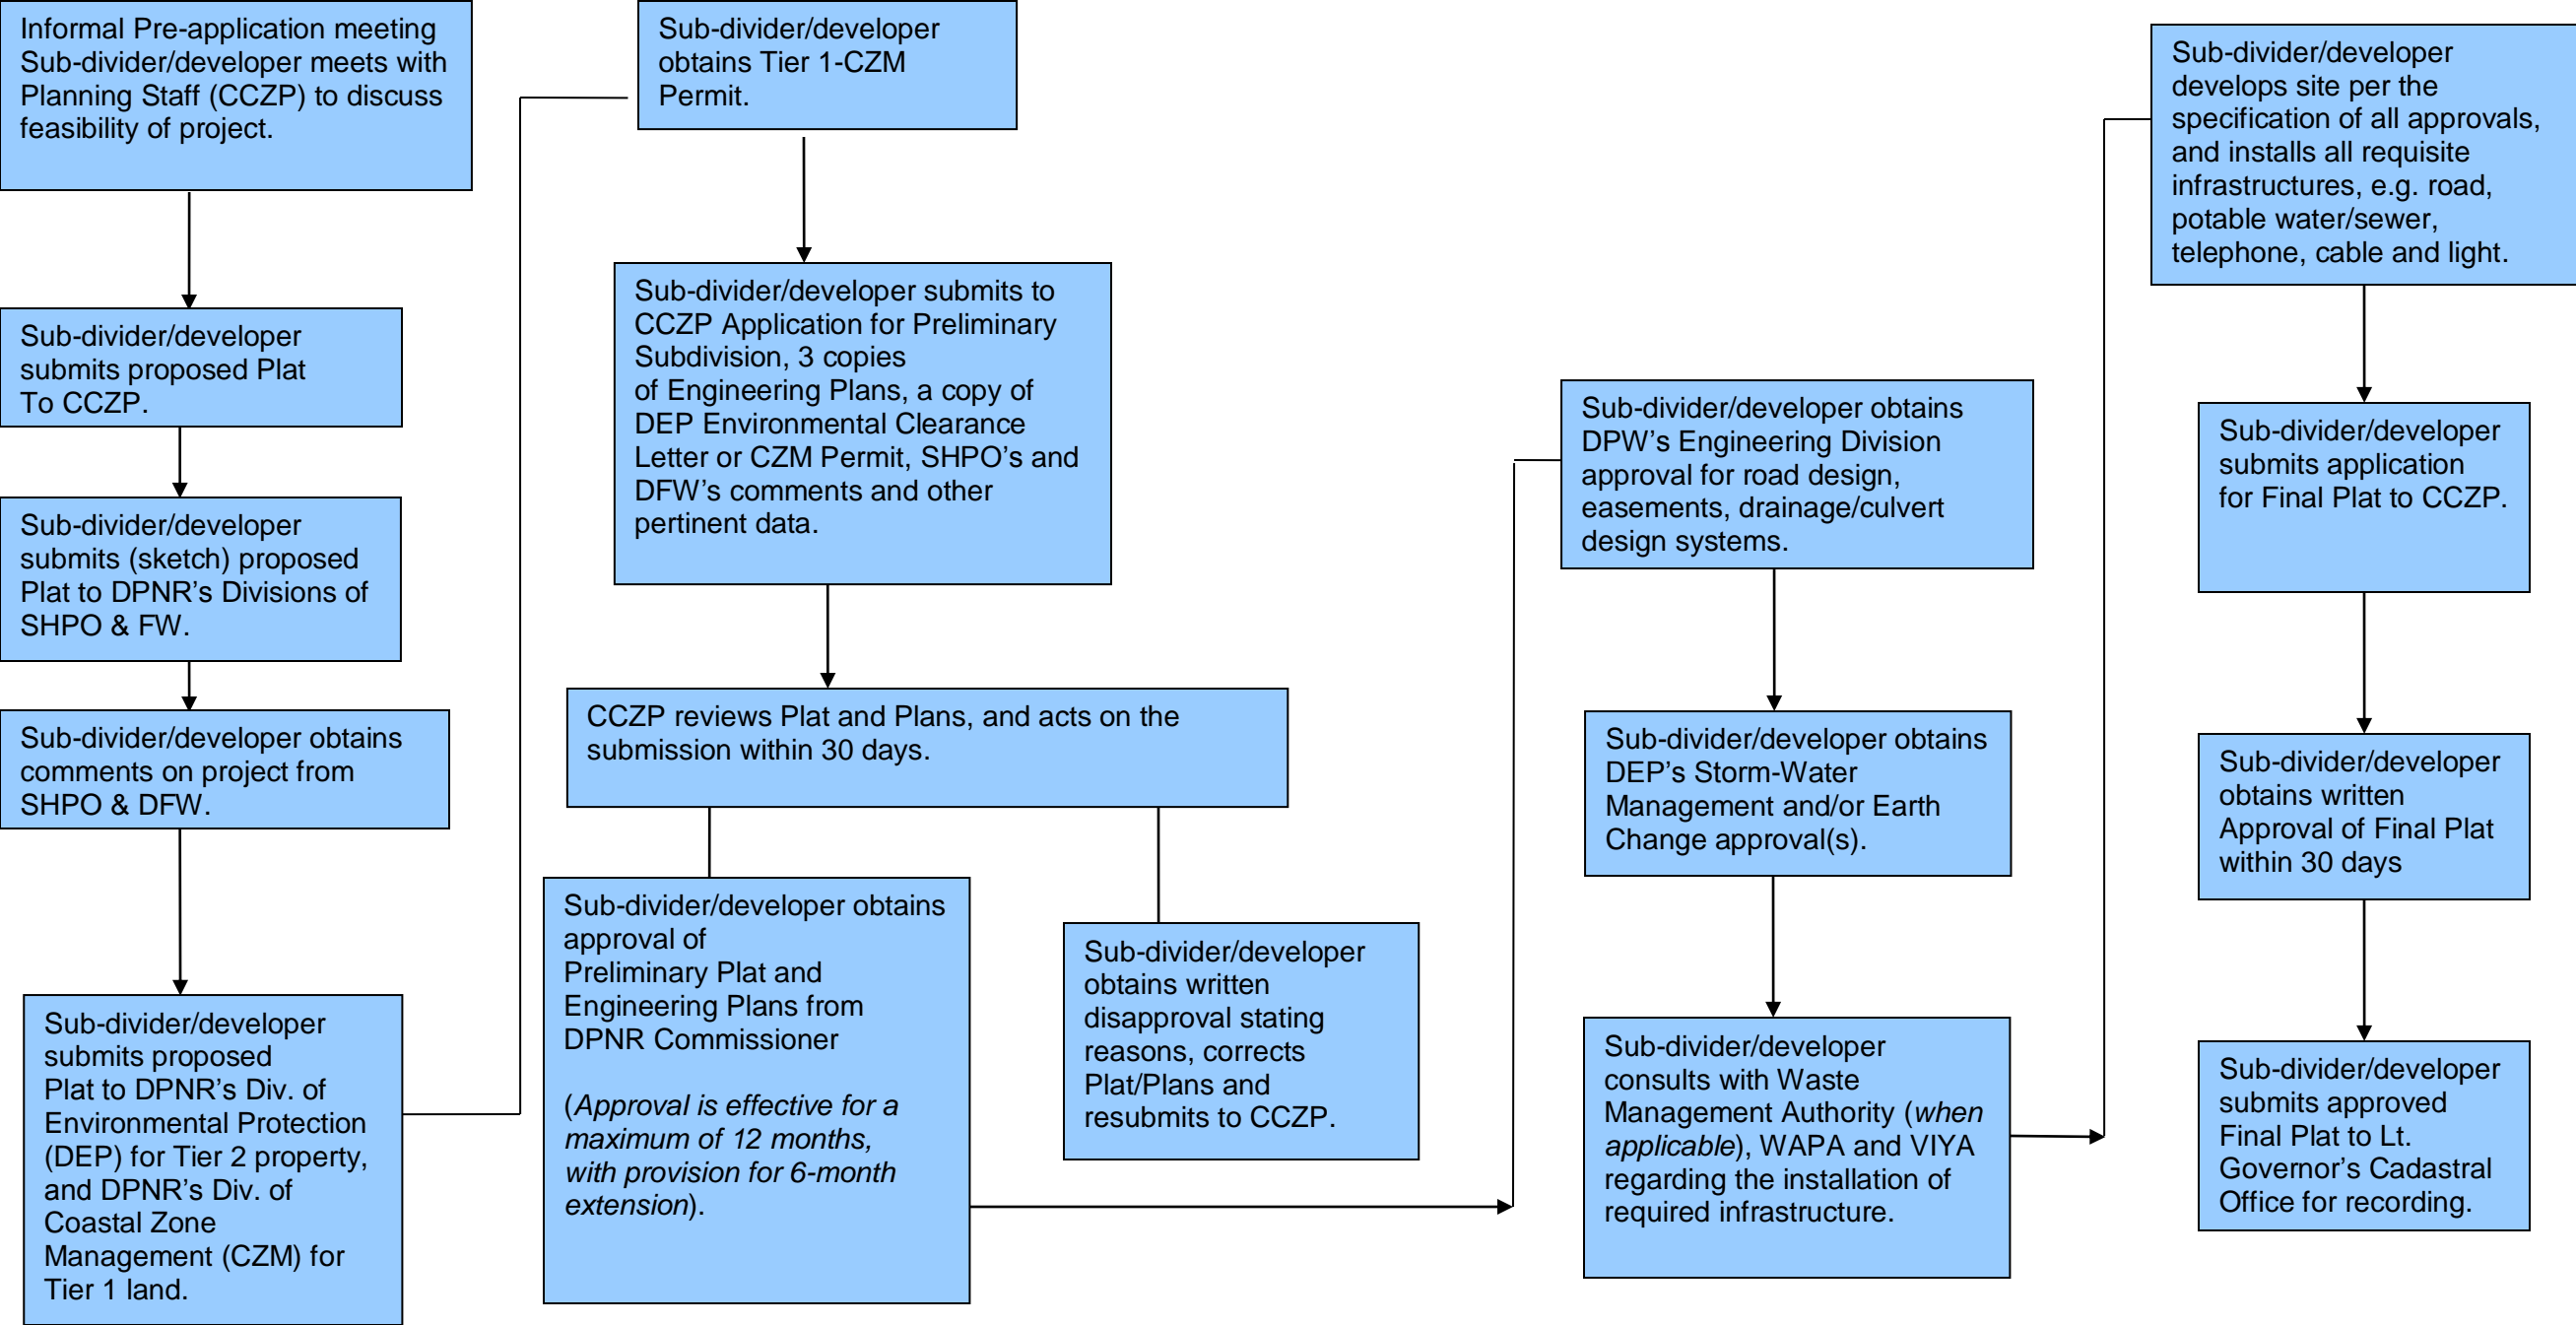 Informal Pre-application meeting
Sub-divider/developer meets with
Planning Staff (CCZP) to discuss
feasibility of project.
Sub-divider/developer
submits proposed Plat
To CCZP.
Sub-divider/developer
submits (sketch) proposed
Plat to DPNR’s Divisions of
SHPO & FW.
Sub-divider/developer obtains
comments on project from
SHPO & DFW.
Sub-divider/developer
submits proposed
Plat to DPNR’s Div. of
Environmental Protection
(DEP) for Tier 2 property,
and DPNR’s Div. of
Coastal Zone
Management (CZM) for
Tier 1 land.
Sub-divider/developer
obtains Tier 1-CZM
Permit.
Sub-divider/developer submits to
CCZP Application for Preliminary
Subdivision, 3 copies
of Engineering Plans, a copy of
DEP Environmental Clearance
Letter or CZM Permit, SHPO’s and
DFW’s comments and other
pertinent data.
CCZP reviews Plat and Plans, and acts on the
submission within 30 days.
Sub-divider/developer obtains
approval of
Preliminary Plat and
Engineering Plans from
DPNR Commissioner
(Approval is effective for a
maximum of 12 months,
with provision for 6-month
extension).
Sub-divider/developer
obtains written
disapproval stating
reasons, corrects
Plat/Plans and
resubmits to CCZP.
Sub-divider/developer obtains
DPW’s Engineering Division
approval for road design,
easements, drainage/culvert
design systems.
Sub-divider/developer obtains
DEP’s Storm-Water
Management and/or Earth
Change approval(s).
Sub-divider/developer
consults with Waste
Management Authority (when
applicable), WAPA and VIYA
regarding the installation of
required infrastructure.
Sub-divider/developer
develops site per the
specification of all approvals,
and installs all requisite
infrastructures, e.g. road,
potable water/sewer,
telephone, cable and light.
Sub-divider/developer
submits application
for Final Plat to CCZP.
Sub-divider/developer
obtains written
Approval of Final Plat
within 30 days
Sub-divider/developer
submits approved
Final Plat to Lt.
Governor’s Cadastral
Office for recording.